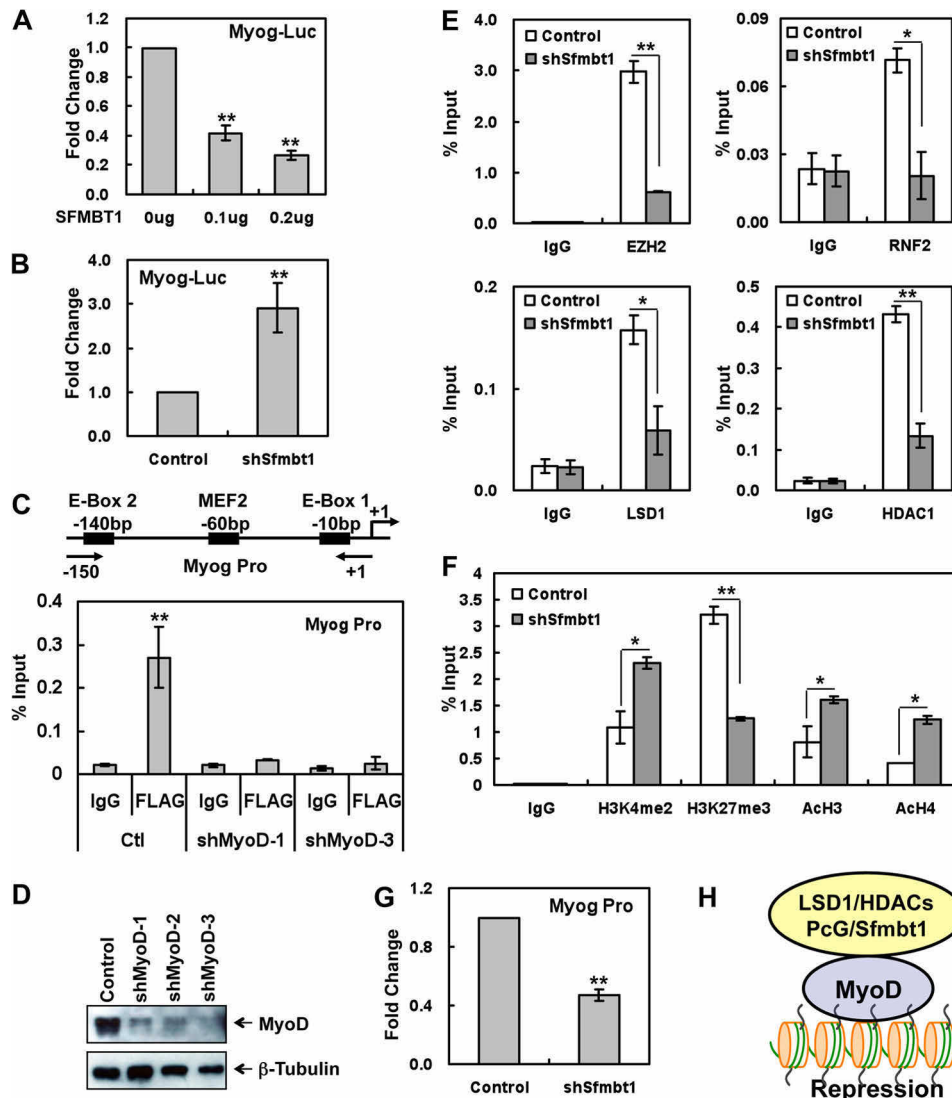 A
Myog-Luc
Fold Change
1.0
0.8
0.6
0.4
0.2
0.0
**
**
SFMBT1
0ug
0.1ug
0.2ug
B
Myog-Luc
Fold Change
4.0
3.0
2.0
1.0
0.0
**
Control
shSfmbt1
C
E-Box 2
MEF2
E-Box 1
-140bp
-60bp
-10bp
+1
-150
Myog Pro
+1
Myog Pro
% Input
0.4
0.3
0.2
0.1
0
**
IgG
FLAG
IgG
FLAG
IgG
FLAG
Ctl
shMyoD-1
shMyoD-3
D
Control
shMyoD-1
shMyoD-2
shMyoD-3
MyoD
β-Tubulin
E
Control
shSfmbt1
% Input
4.0
3.0
2.0
1.0
0.0
**
IgG
EZH2
Control
shSfmbt1
0.09
0.06
0.03
0.00
*
IgG
RNF2
Control
shSfmbt1
% Input
0.2
0.1
0.0
*
IgG
LSD1
Control
shSfmbt1
0.5
0.4
0.3
0.2
0.1
0.0
**
IgG
HDAC1
F
Control
shSfmbt1
% Input
4
3.5
3
2.5
2
1.5
1
0.5
0
*
**
*
*
IgG
H3K4me2
H3K27me3
AcH3
AcH4
G
Myog Pro
Fold Change
1.2
0.8
0.4
0.0
**
Control
shSfmbt1
H
LSD1/HDACs
PcG/Sfmbt1
MyoD
Repression